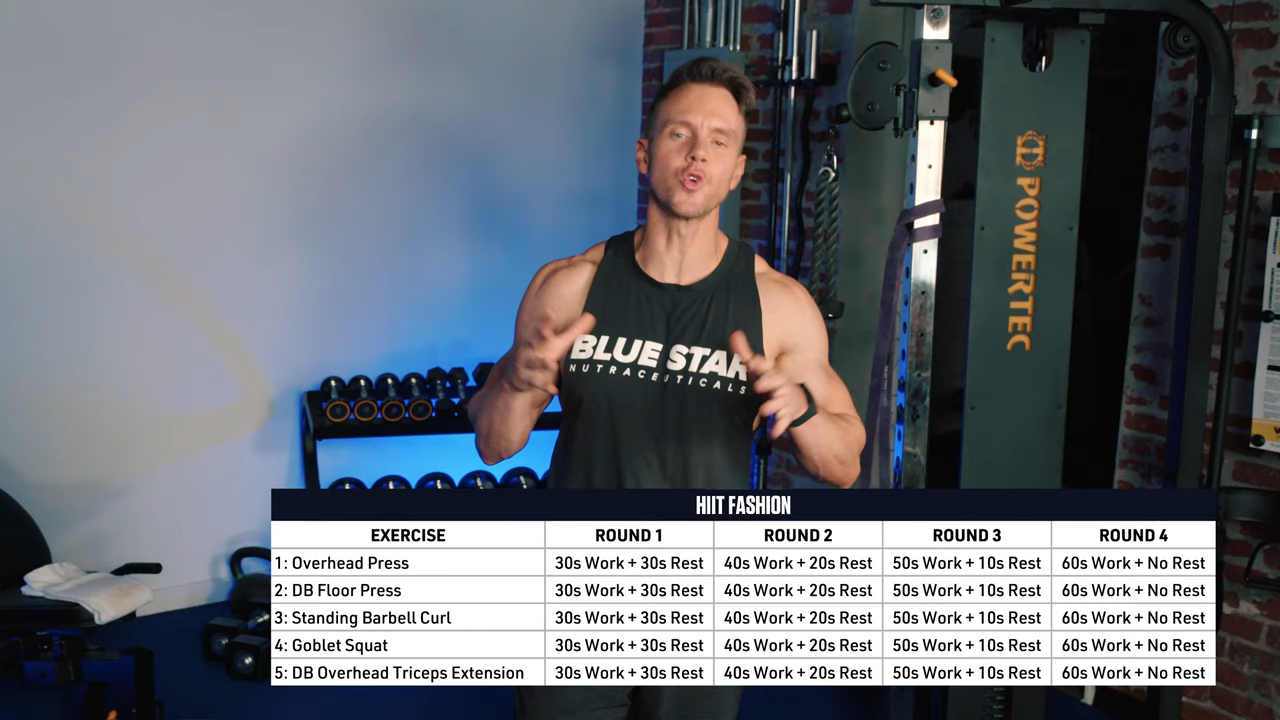 POWERTEC
BLUE STAR
NUTRACEUTICALS
HIIT FASHION
EXERCISE ROUND 1 ROUND 2 ROUND 3 ROUND 4
1: Overhead Press 30s Work + 30s Rest 40s Work + 20s Rest 50s Work + 10s Rest 60s Work + No Rest
2: DB Floor Press 30s Work + 30s Rest 40s Work + 20s Rest 50s Work + 10s Rest 60s Work + No Rest
3: Standing Barbell Curl 30s Work + 30s Rest 40s Work + 20s Rest 50s Work + 10s Rest 60s Work + No Rest
4: Goblet Squat 30s Work + 30s Rest 40s Work + 20s Rest 50s Work + 10s Rest 60s Work + No Rest
5: DB Overhead Triceps Extension 30s Work + 30s Rest 40s Work + 20s Rest 50s Work + 10s Rest 60s Work + No Rest